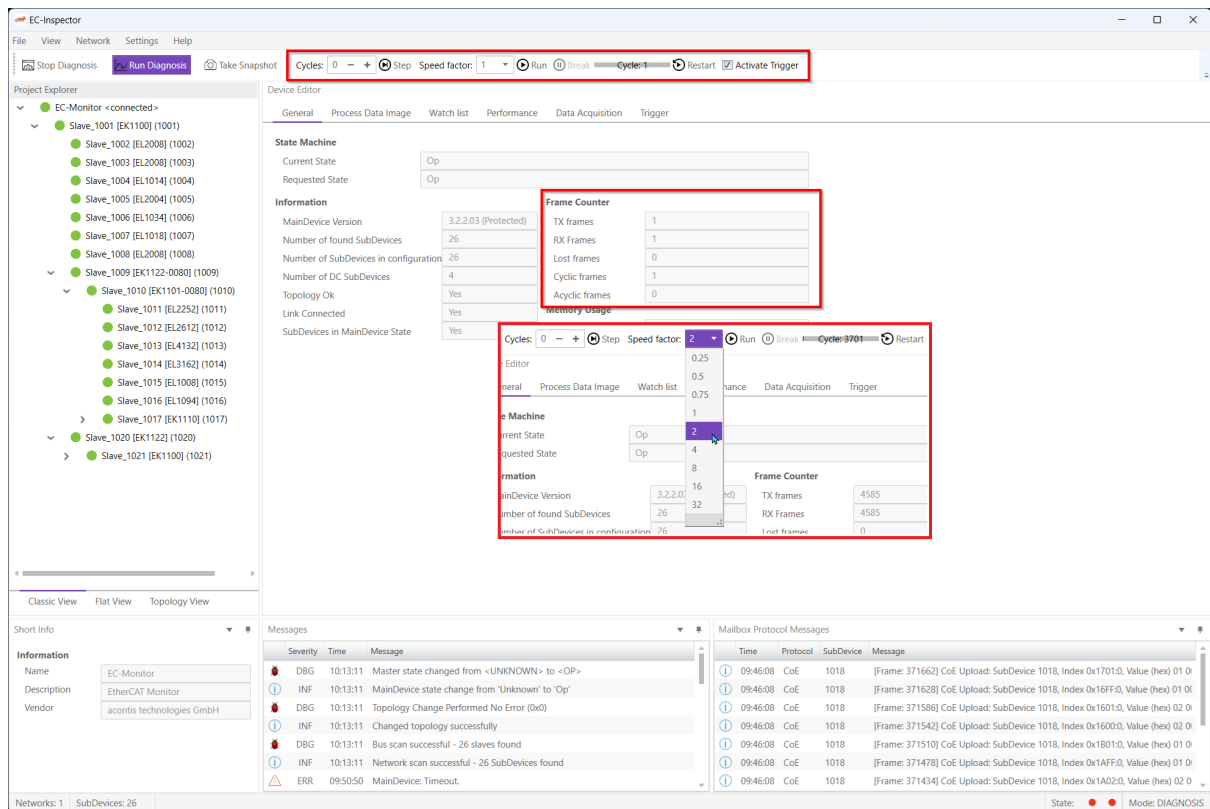 EC-Inspector
File View Network Settings Help
Stop Diagnosis Run Diagnosis Take Snapshot Cycles: 0 − + Step Speed factor: 1 Run Break Cycle: 1 Restart Activate Trigger
Project Explorer
EC-Monitor <connected>
Slave_1001 [EK1100] (1001)
Slave_1002 [EL2008] (1002)
Slave_1003 [EL2008] (1003)
Slave_1004 [EL1014] (1004)
Slave_1005 [EL2004] (1005)
Slave_1006 [EL1034] (1006)
Slave_1007 [EL1018] (1007)
Slave_1008 [EL2008] (1008)
Slave_1009 [EK1122-0080] (1009)
Slave_1010 [EK1101-0080] (1010)
Slave_1011 [EL2252] (1011)
Slave_1012 [EL2612] (1012)
Slave_1013 [EL4132] (1013)
Slave_1014 [EL3162] (1014)
Slave_1015 [EL1008] (1015)
Slave_1016 [EL1094] (1016)
Slave_1017 [EK1110] (1017)
Slave_1020 [EK1122] (1020)
Slave_1021 [EK1100] (1021)
Classic View Flat View Topology View
Device Editor
General Process Data Image Watch list Performance Data Acquisition Trigger
State Machine
Current State Op
Requested State Op
Information
MainDevice Version 3.2.2.03 (Protected)
Number of found SubDevices 26
Number of SubDevices in configuration 26
Number of DC SubDevices 4
Topology Ok Yes
Link Connected Yes
SubDevices in MainDevice State Yes
Frame Counter
TX frames 1
RX Frames 1
Lost frames 0
Cyclic frames 1
Acyclic frames 0
Memory Usage
Cycles: 0 − + Step Speed factor: 2 Run Break Cycle: 3701 Restart
Editor
Process Data Image Watch list Data Acquisition Trigger
0.25
0.5
0.75
1
2
4
8
16
32
Machine
State Op
State Op
Version
Number of found SubDevices 26
Number of SubDevices in configuration 26
Frame Counter
TX frames 4585
RX Frames 4585
Lost frames 0
Short Info
Information
Name EC-Monitor
Description EtherCAT Monitor
Vendor acontis technologies GmbH
Messages
Severity Time Message
DBG 10:13:11 Master state changed from <UNKNOWN> to <OP>
INF 10:13:11 MainDevice state change from 'Unknown' to 'Op'
DBG 10:13:11 Topology Change Performed No Error (0x0)
INF 10:13:11 Changed topology successfully
DBG 10:13:11 Bus scan successful - 26 slaves found
INF 10:13:11 Network scan successful - 26 SubDevices found
ERR 09:50:50 MainDevice: Timeout.
Mailbox Protocol Messages
Time Protocol SubDevice Message
09:46:08 CoE 1018 [Frame: 371662] CoE Upload: SubDevice 1018, Index 0x1701:0, Value (hex) 01 0
09:46:08 CoE 1018 [Frame: 371628] CoE Upload: SubDevice 1018, Index 0x16FF:0, Value (hex) 01 0
09:46:08 CoE 1018 [Frame: 371586] CoE Upload: SubDevice 1018, Index 0x1601:0, Value (hex) 02 0
09:46:08 CoE 1018 [Frame: 371542] CoE Upload: SubDevice 1018, Index 0x1600:0, Value (hex) 02 0
09:46:08 CoE 1018 [Frame: 371510] CoE Upload: SubDevice 1018, Index 0x1B01:0, Value (hex) 01 0
09:46:08 CoE 1018 [Frame: 371478] CoE Upload: SubDevice 1018, Index 0x1AFF:0, Value (hex) 01 0
09:46:08 CoE 1018 [Frame: 371434] CoE Upload: SubDevice 1018, Index 0x1A02:0, Value (hex) 02 0
Networks: 1 SubDevices: 26
State: Mode: DIAGNOSIS